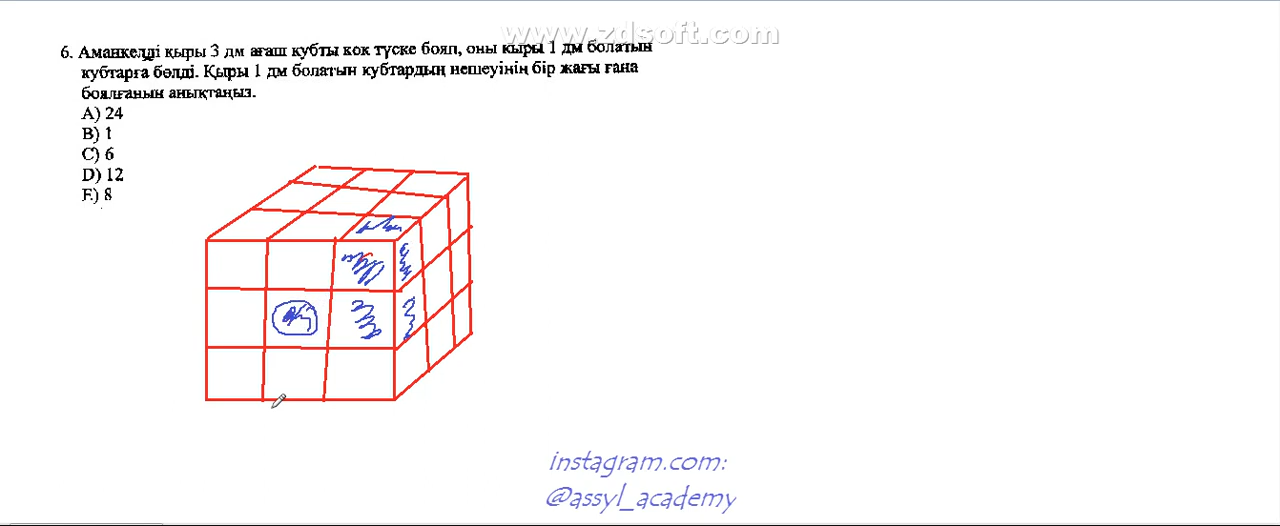 www.zdsoft.com
6. Аманкелді қыры 3 дм ағаш кубты көк түске бояп, оны қыры 1 дм болатын
кубтарға бөлді. Қыры 1 дм болатын кубтардың нешеуінің бір жағы ғана
боялғанын анықтаңыз.
A) 24
B) 1
C) 6
D) 12
E) 8
instagram.com:
@assyl_academy